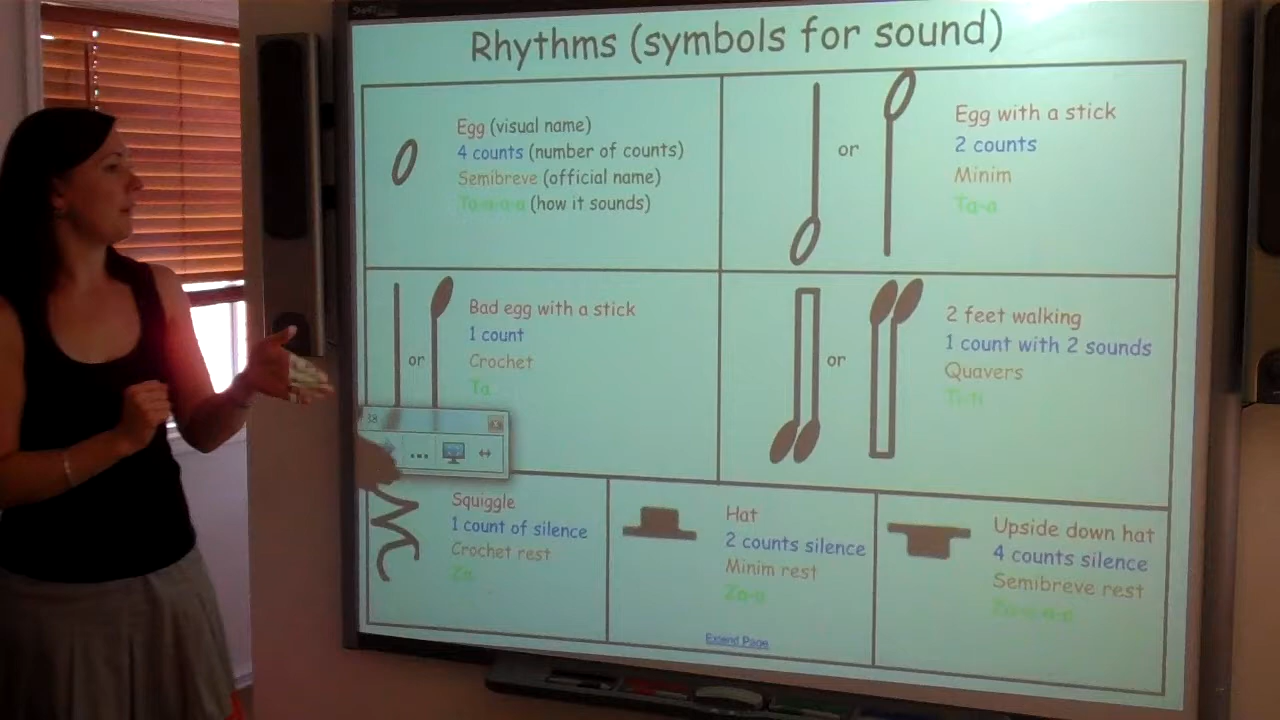 Rhythms (symbols for sound)
Egg (visual name)
4 counts (number of counts)
Semibreve (official name)
Ta-a-a-a (how it sounds)
or
Egg with a stick
2 counts
Minim
Ta-a
or
Bad egg with a stick
1 count
Crochet
Ta
38
...
or
2 feet walking
1 count with 2 sounds
Quavers
Ti-ti
Squiggle
1 count of silence
Crochet rest
Za
Hat
2 counts silence
Minim rest
Za-a
Upside down hat
4 counts silence
Semibreve rest
Za-a-a-a
Extend Page